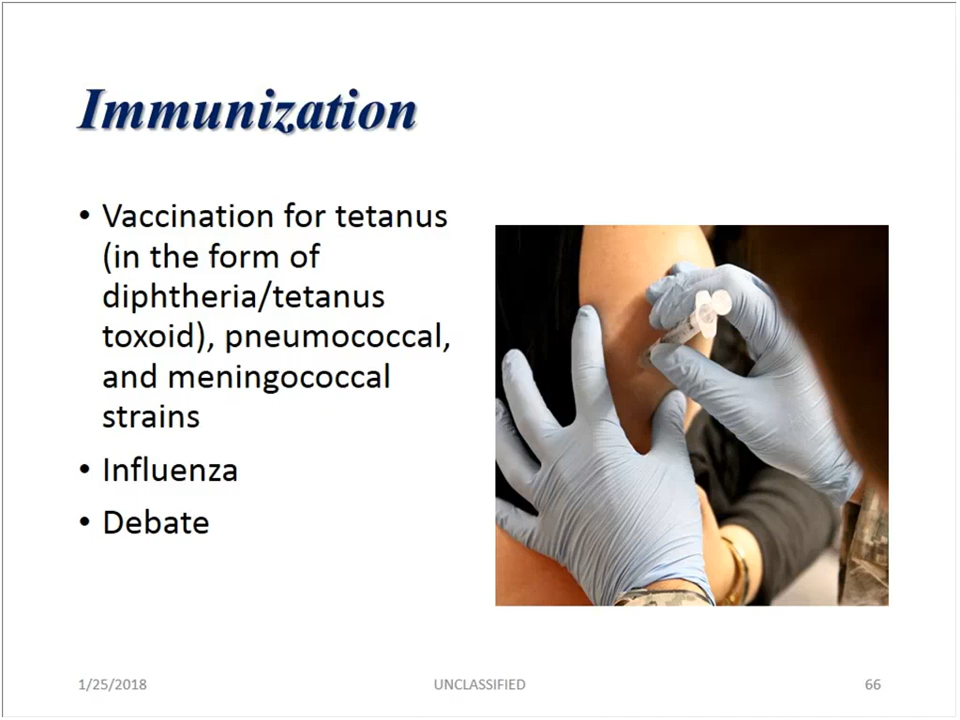 Immunization
• Vaccination for tetanus
(in the form of
diphtheria/tetanus
toxoid), pneumococcal,
and meningococcal
strains
• Influenza
• Debate
1/25/2018
UNCLASSIFIED
66